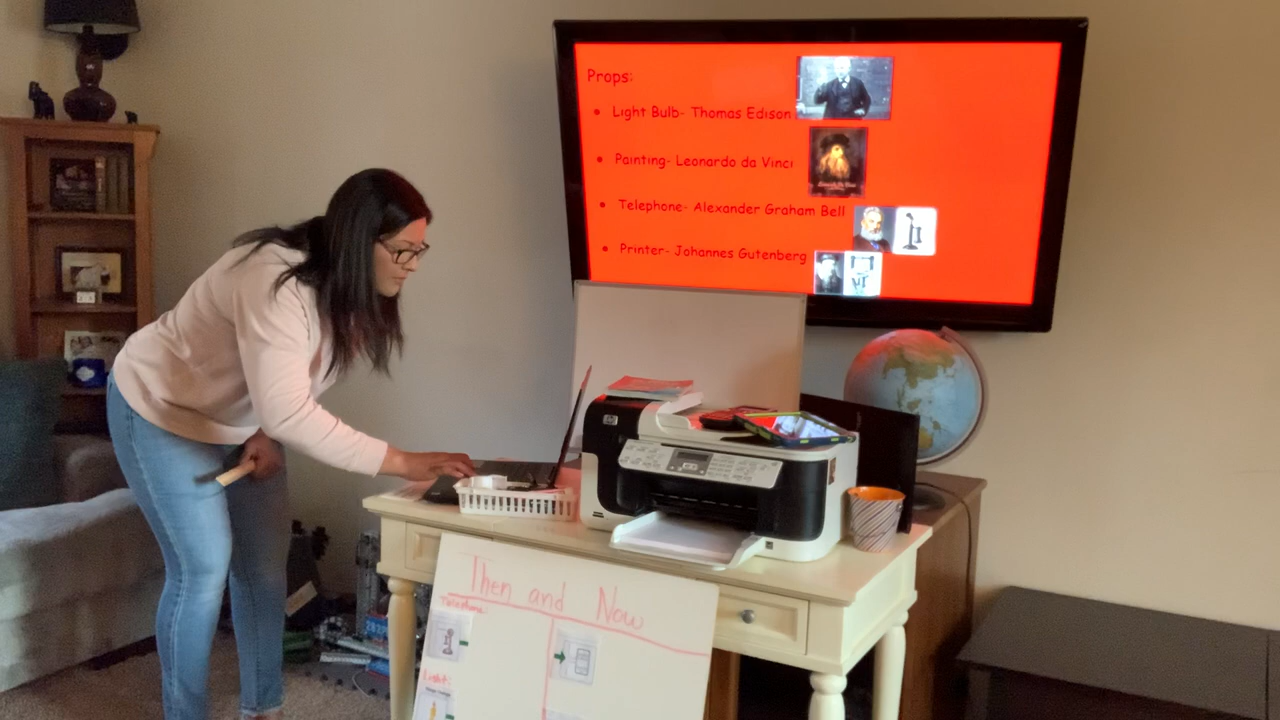 Props:
• Light Bulb- Thomas Edison
• Painting- Leonardo da Vinci
• Telephone- Alexander Graham Bell
• Printer- Johannes Gutenberg
hp
Then and Now
Telephone:
Light: